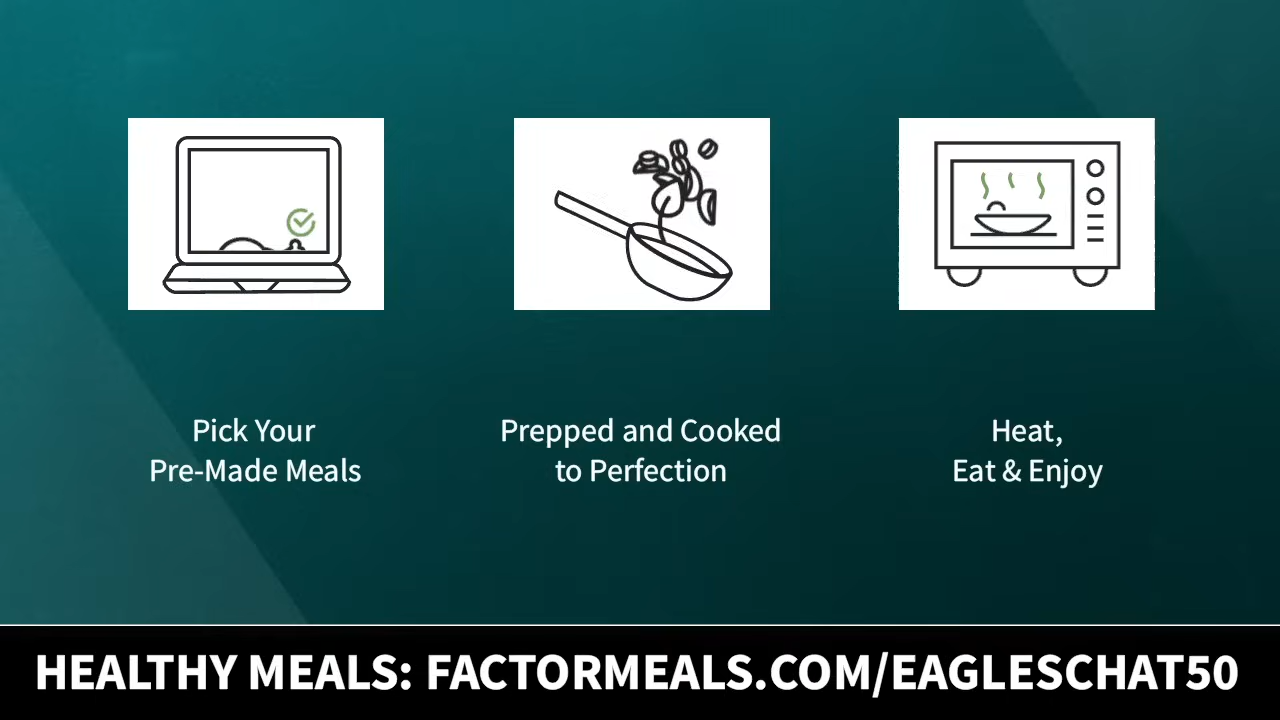 Pick Your
Pre-Made Meals
Prepped and Cooked
to Perfection
Heat,
Eat & Enjoy
HEALTHY MEALS: FACTORMEALS.COM/EAGLESCHAT50